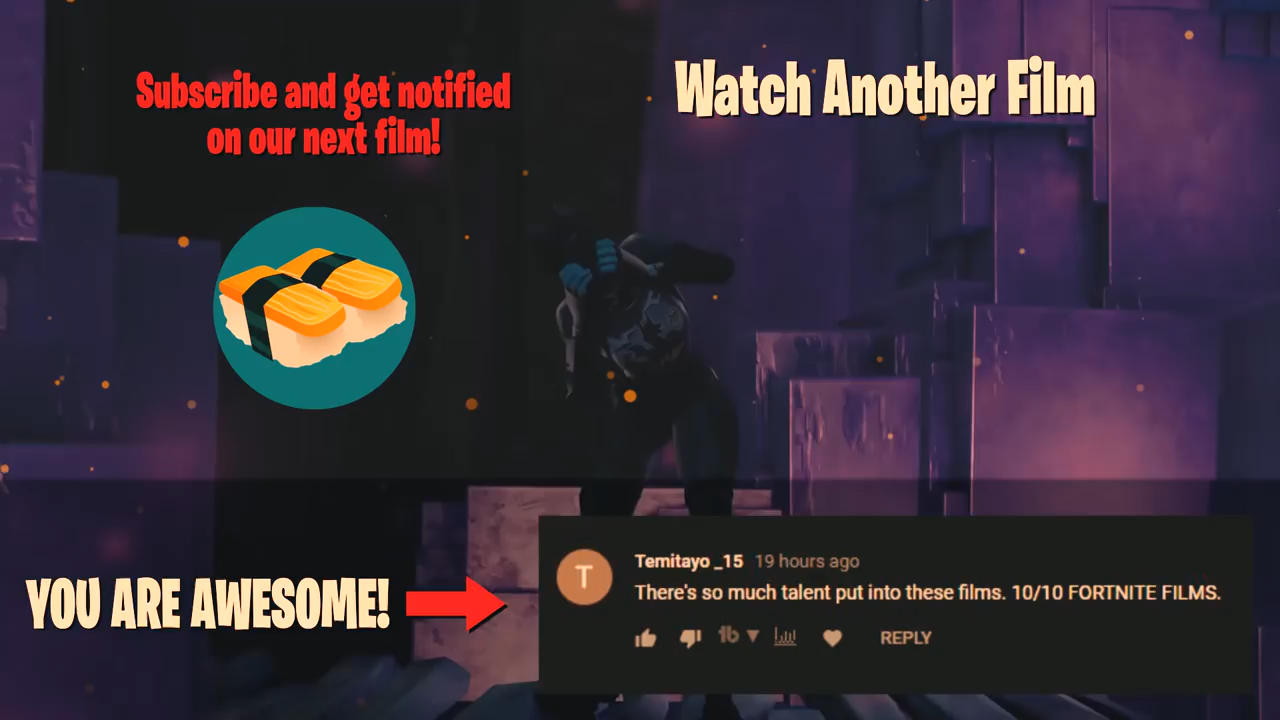 Subscribe and get notified
on our next film!
Watch Another Film
YOU ARE AWESOME!
T
Temitayo _15 19 hours ago
There's so much talent put into these films. 10/10 FORTNITE FILMS.
tb
REPLY